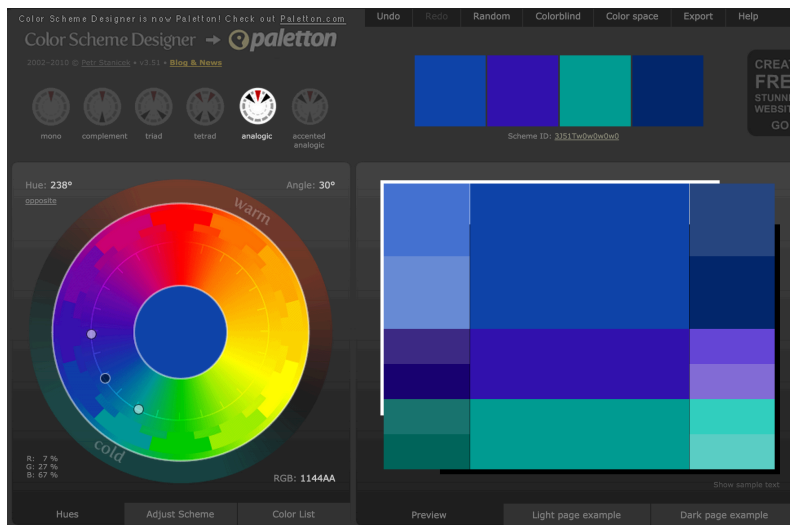 Color Scheme Designer is now Paletton! Check out Paletton.com
Undo Redo Random Colorblind Color space Export Help
Color Scheme Designer → paletton
2002–2010 © Petr Stanicek • v3.51 • Blog & News
mono complement triad tetrad analogic accented analogic
Scheme ID: 3J51Tw0w0w0w0
CREA
FRE
STUNN
WEBSIT
GO
Hue: 238° Angle: 30°
opposite
warm
cold
R: 7 %
G: 27 %
B: 67 %
RGB: 1144AA
Show sample text
Hues Adjust Scheme Color List
Preview Light page example Dark page example